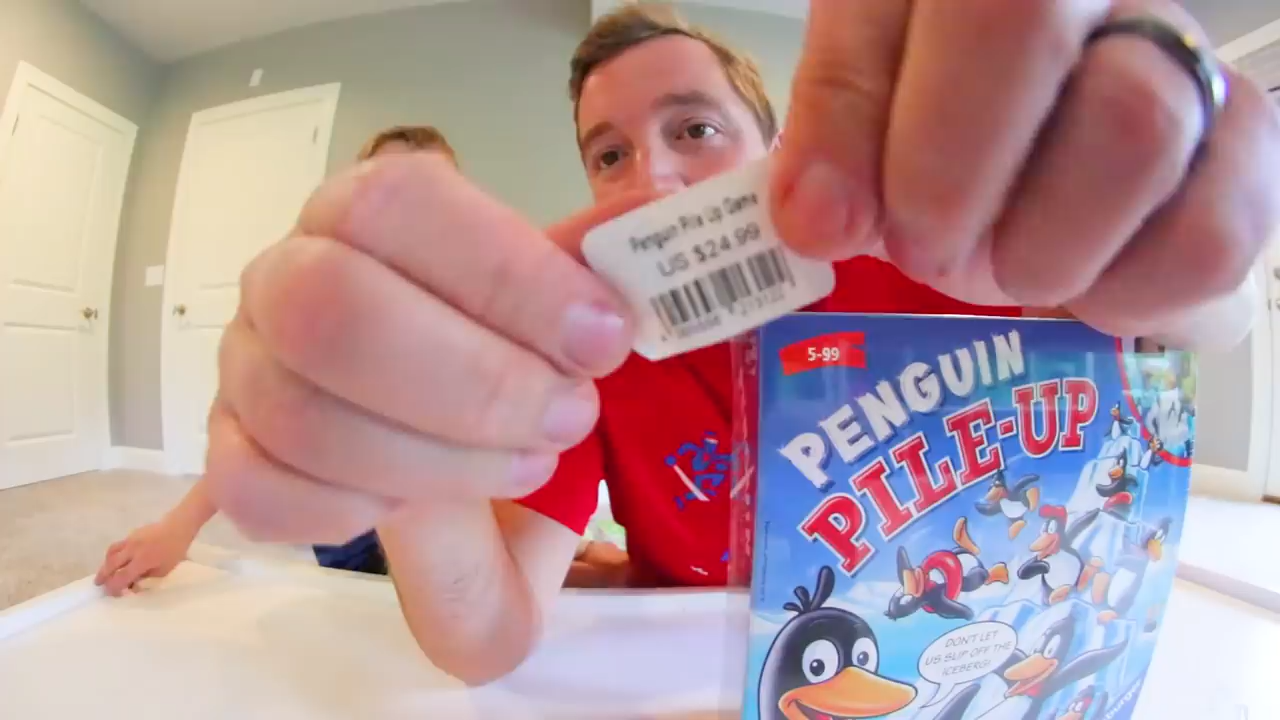 Penguin Pile Up Game
US $24.99
5-99
PENGUIN
PILE-UP
DON'T LET
US SLIP OFF THE
ICEBERG!